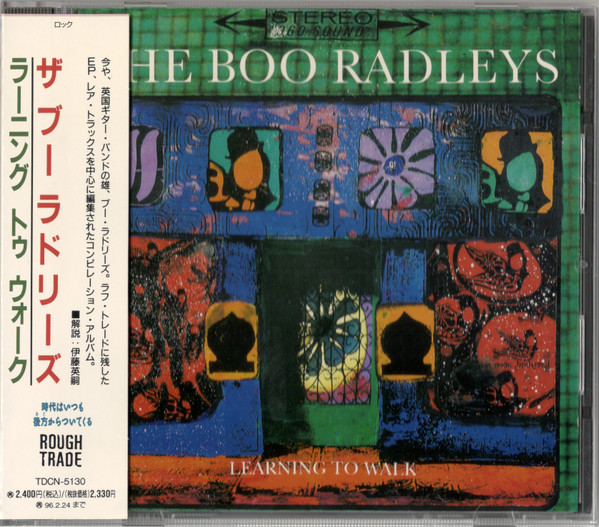 ロック
ザ ブー ラドリーズ
ラーニング トゥ ウォーク
今や、英国ギター・バンドの雄、ブー・ラドリーズ。ラフ・トレードに残した
EP、レア・トラックスを中心に編集されたコンピレーション・アルバム。
■解説：伊藤英嗣
時代はいつも
後方からついてくる
ROUGH
TRADE
TDCN-5130
2,400円(税込)/(税抜価格)2,330円
96.2.24 まで
STEREO
"360 SOUND"
HE BOO RADLEYS
LEARNING TO WALK